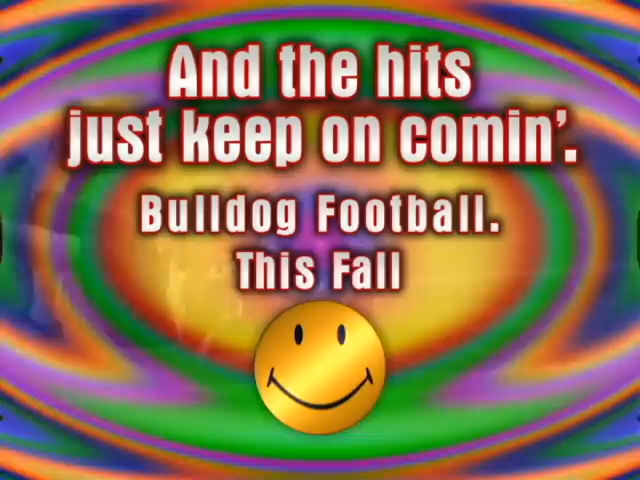 And the hits
just keep on comin'.
Bulldog Football.
This Fall